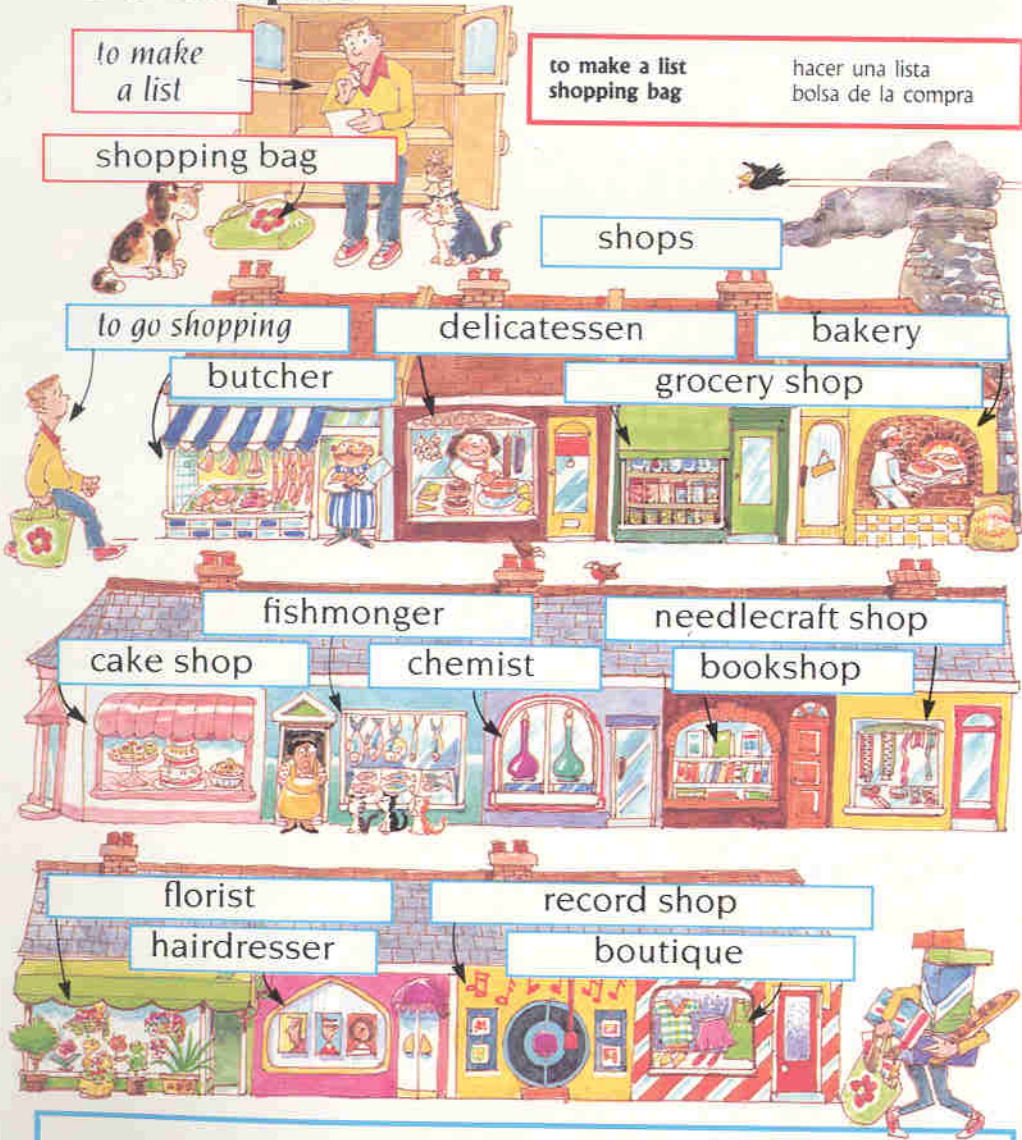 to make
a list
to make a list hacer una lista
shopping bag bolsa de la compra
shopping bag
shops
to go shopping
delicatessen
bakery
butcher
grocery shop
fishmonger
needlecraft shop
cake shop
chemist
bookshop
florist
record shop
hairdresser
boutique